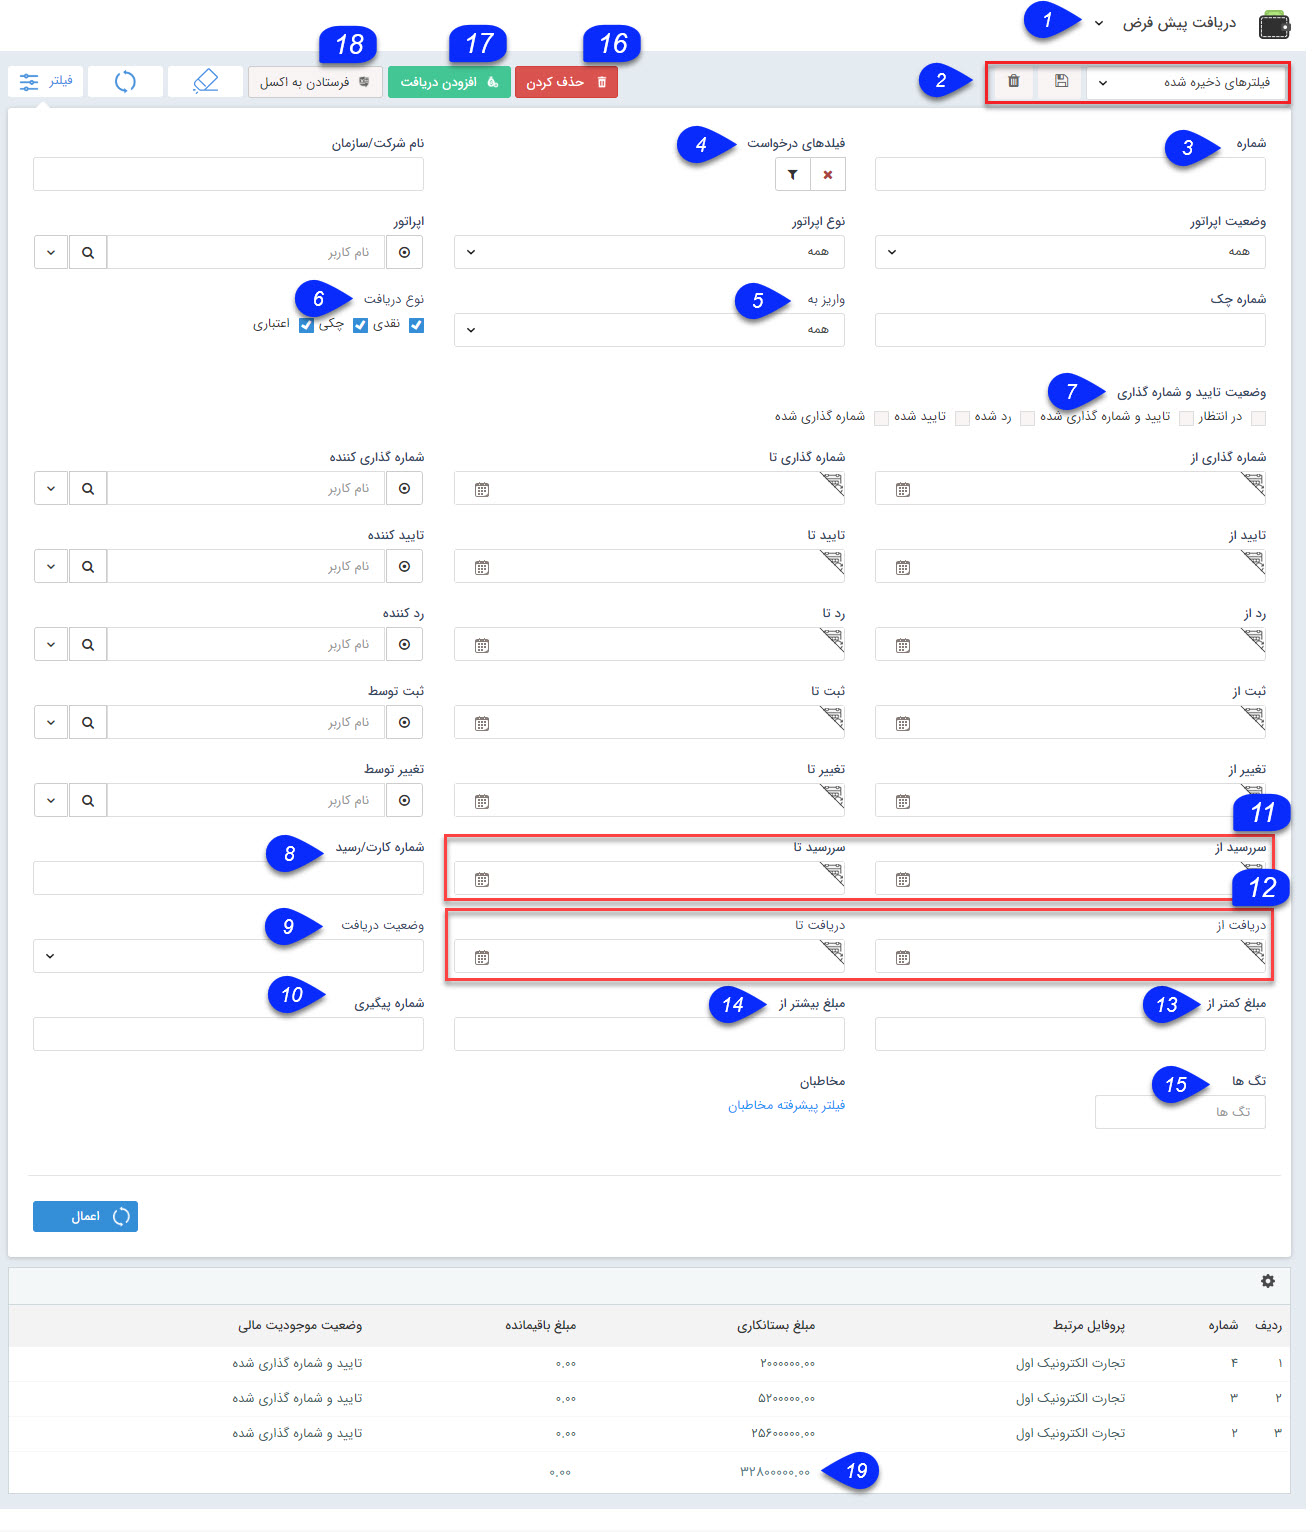 دریافت پیش فرض
1
16
17
18
2
فیلترهای ذخیره شده
حذف کردن
افزودن دریافت
فرستادن به اکسل
فیلتر
شماره
3
فیلدهای درخواست
4
نام شرکت/سازمان
وضعیت اپراتور
نوع اپراتور
اپراتور
همه
همه
نام کاربر
شماره چک
واریز به
5
نوع دریافت
6
همه
نقدی
چکی
اعتباری
وضعیت تایید و شماره گذاری
7
در انتظار
تایید و شماره گذاری شده
رد شده
تایید شده
شماره گذاری شده
شماره گذاری از
شماره گذاری تا
شماره گذاری کننده
نام کاربر
تایید از
تایید تا
تایید کننده
نام کاربر
رد از
رد تا
رد کننده
نام کاربر
ثبت از
ثبت تا
ثبت توسط
نام کاربر
تغییر از
تغییر تا
تغییر توسط
نام کاربر
11
سررسید از
سررسید تا
شماره کارت/رسید
8
12
دریافت از
دریافت تا
وضعیت دریافت
9
مبلغ کمتر از
13
مبلغ بیشتر از
14
شماره پیگیری
10
تگ ها
15
مخاطبان
تگ ها
فیلتر پیشرفته مخاطبان
اعمال
ردیف شماره پروفایل مرتبط مبلغ بستانکاری مبلغ باقیمانده وضعیت موجودیت مالی
۱ ۴ تجارت الکترونیک اول ۲۰۰۰۰۰۰.۰۰ ۰.۰۰ تایید و شماره گذاری شده
۲ ۳ تجارت الکترونیک اول ۵۲۰۰۰۰۰.۰۰ ۰.۰۰ تایید و شماره گذاری شده
۳ ۲ تجارت الکترونیک اول ۲۵۶۰۰۰۰۰.۰۰ ۰.۰۰ تایید و شماره گذاری شده
19 ۳۲۸۰۰۰۰۰.۰۰ ۰.۰۰